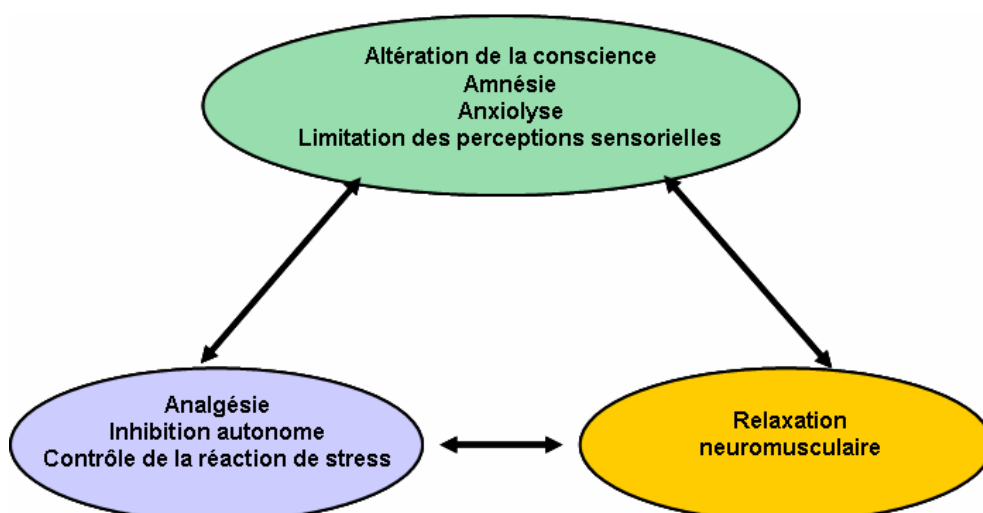 Altération de la conscience
Amnésie
Anxiolyse
Limitation des perceptions sensorielles
Analgésie
Inhibition autonome
Contrôle de la réaction de stress
Relaxation
neuromusculaire